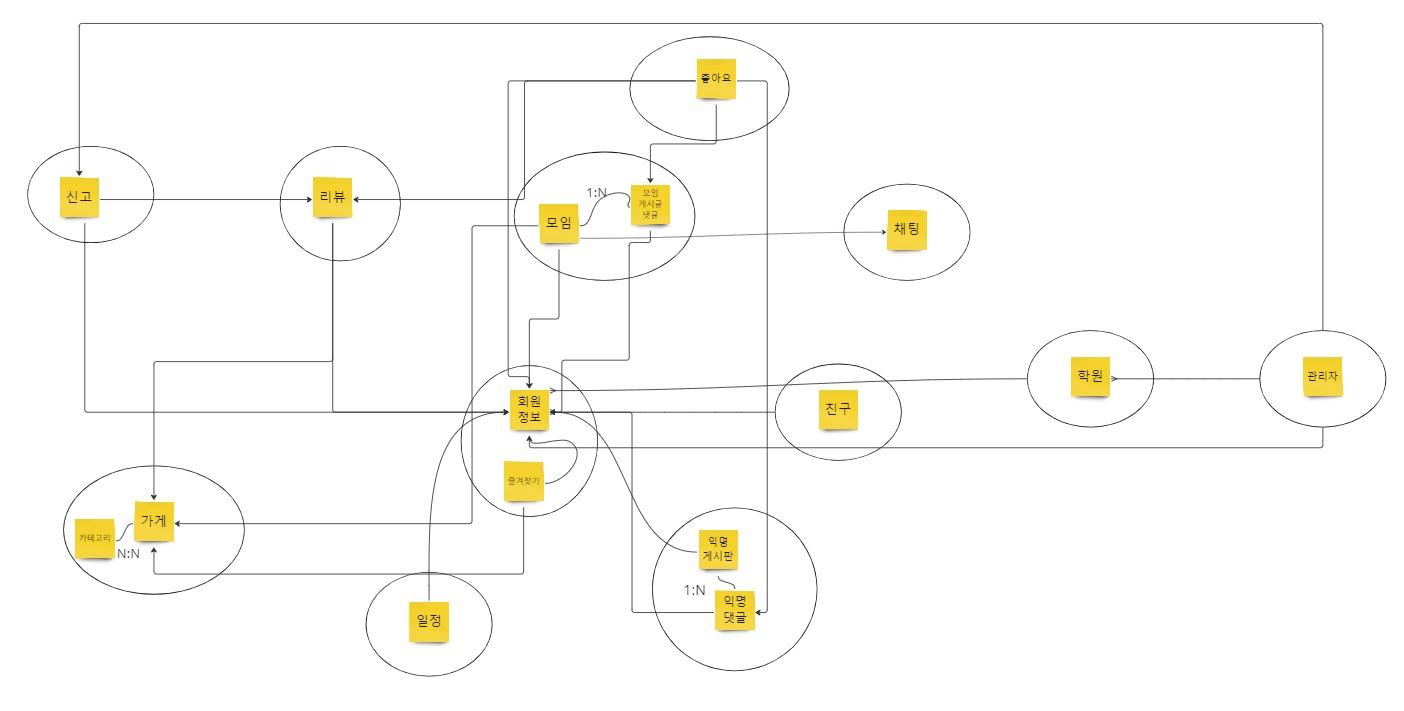 좋아요
신고
리뷰
1:N
모임
게시글
댓글
모임
채팅
회원
정보
친구
학원
관리자
즐겨찾기
가게
카테고리
N:N
익명
게시판
1:N
익명
댓글
일정